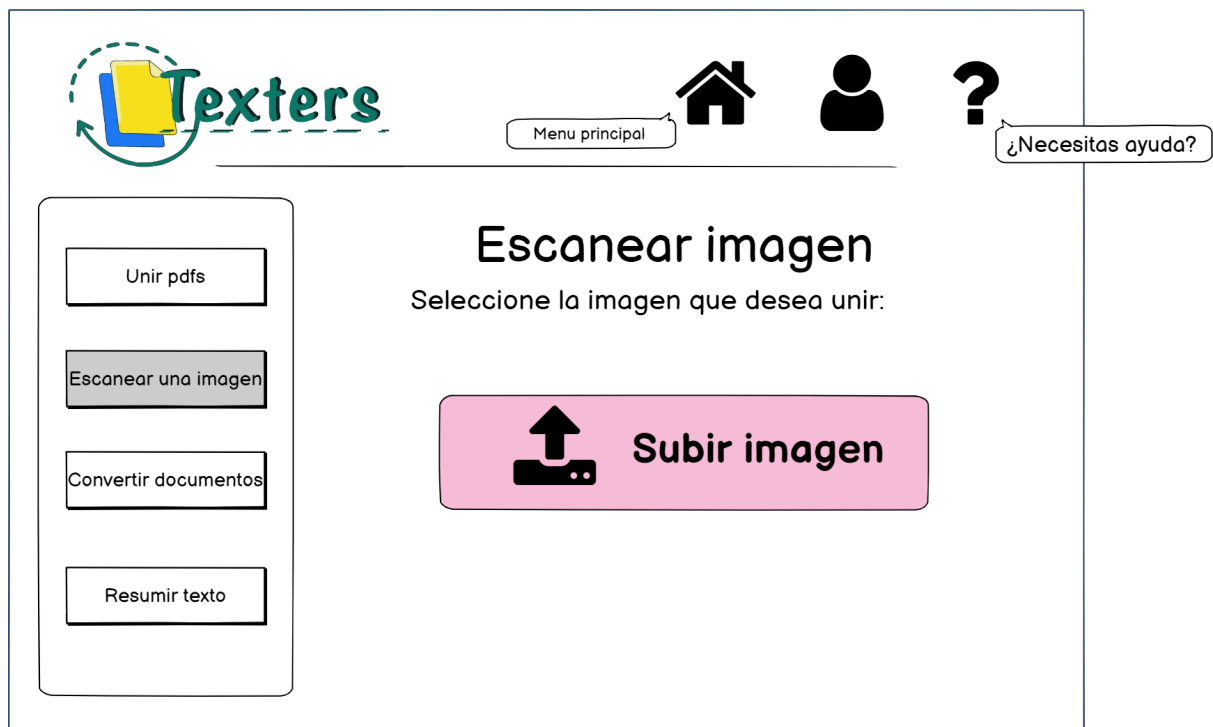 Texters
Menu principal
¿Necesitas ayuda?
Unir pdfs
Escanear una imagen
Convertir documentos
Resumir texto
Escanear imagen
Seleccione la imagen que desea unir:
Subir imagen